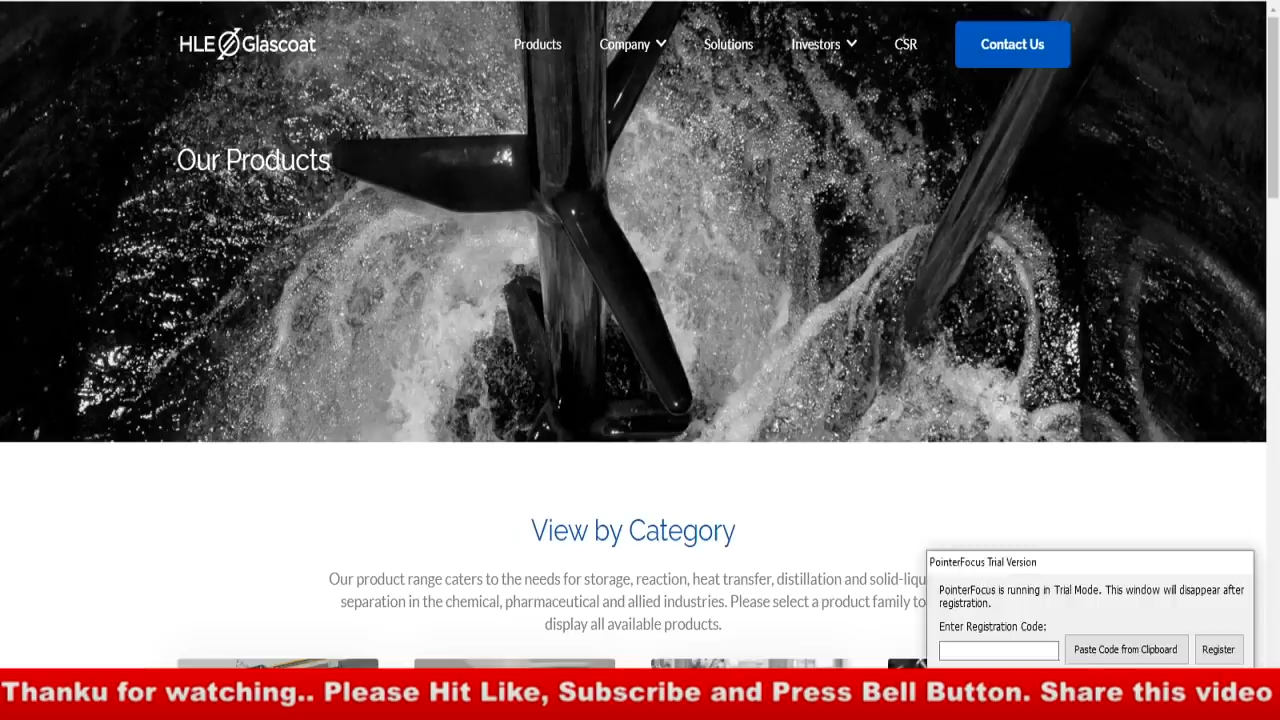 HLE Glascoat
Products
Company
Solutions
Investors
CSR
Contact Us
Our Products
View by Category
Our product range caters to the needs for storage, reaction, heat transfer, distillation and
separation in the chemical, pharmaceutical and allied industries. Please select a product family to
display all available products.
PointerFocus Trial Version
PointerFocus is running in Trial Mode. This window will disappear after
registration.
Enter Registration Code:
Paste Code from Clipboard
Register
Thanku for watching.. Please Hit Like, Subscribe and Press Bell Button. Share this video